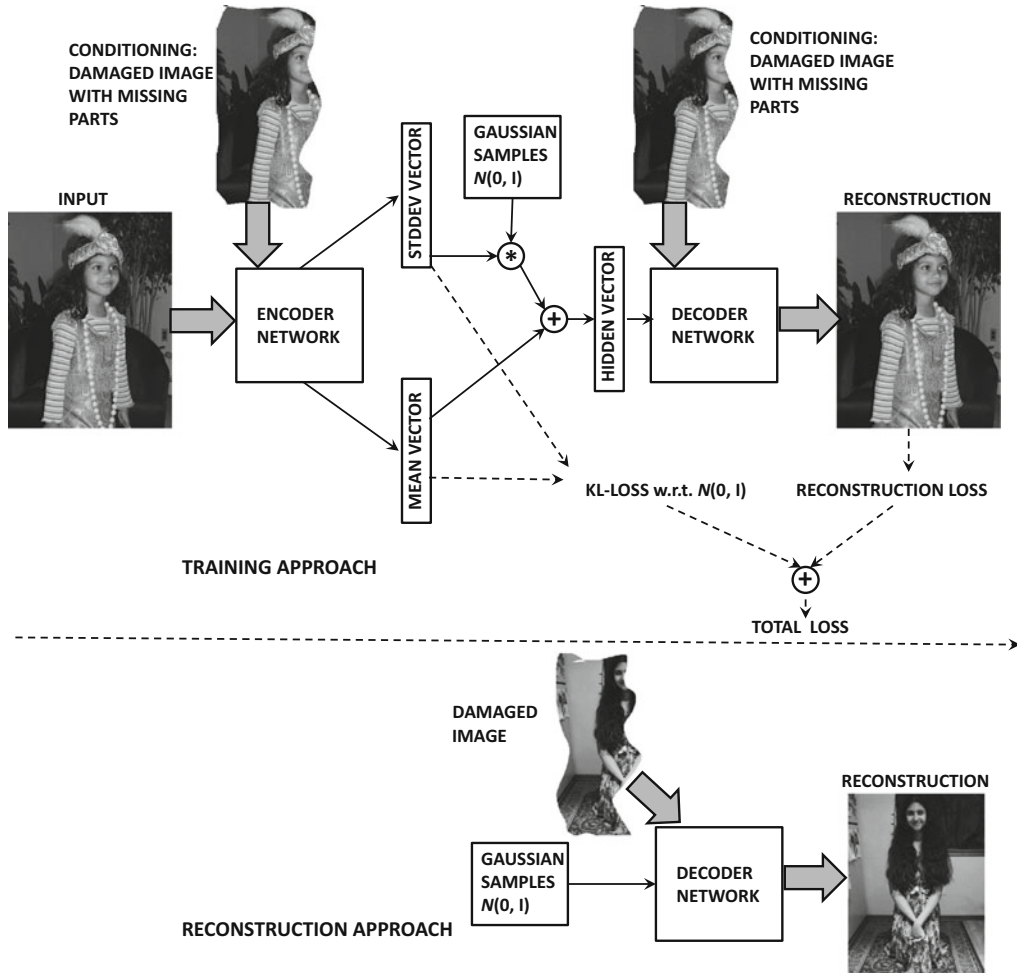 CONDITIONING:
DAMAGED IMAGE
WITH MISSING
PARTS
CONDITIONING:
DAMAGED IMAGE
WITH MISSING
PARTS
GAUSSIAN
SAMPLES
N(0, I)
STDDEV VECTOR
INPUT
RECONSTRUCTION
*
ENCODER
NETWORK
+
HIDDEN VECTOR
DECODER
NETWORK
MEAN VECTOR
KL-LOSS w.r.t. N(0, I)
RECONSTRUCTION LOSS
TRAINING APPROACH
+
TOTAL LOSS
DAMAGED
IMAGE
RECONSTRUCTION
GAUSSIAN
SAMPLES
N(0, I)
DECODER
NETWORK
RECONSTRUCTION APPROACH